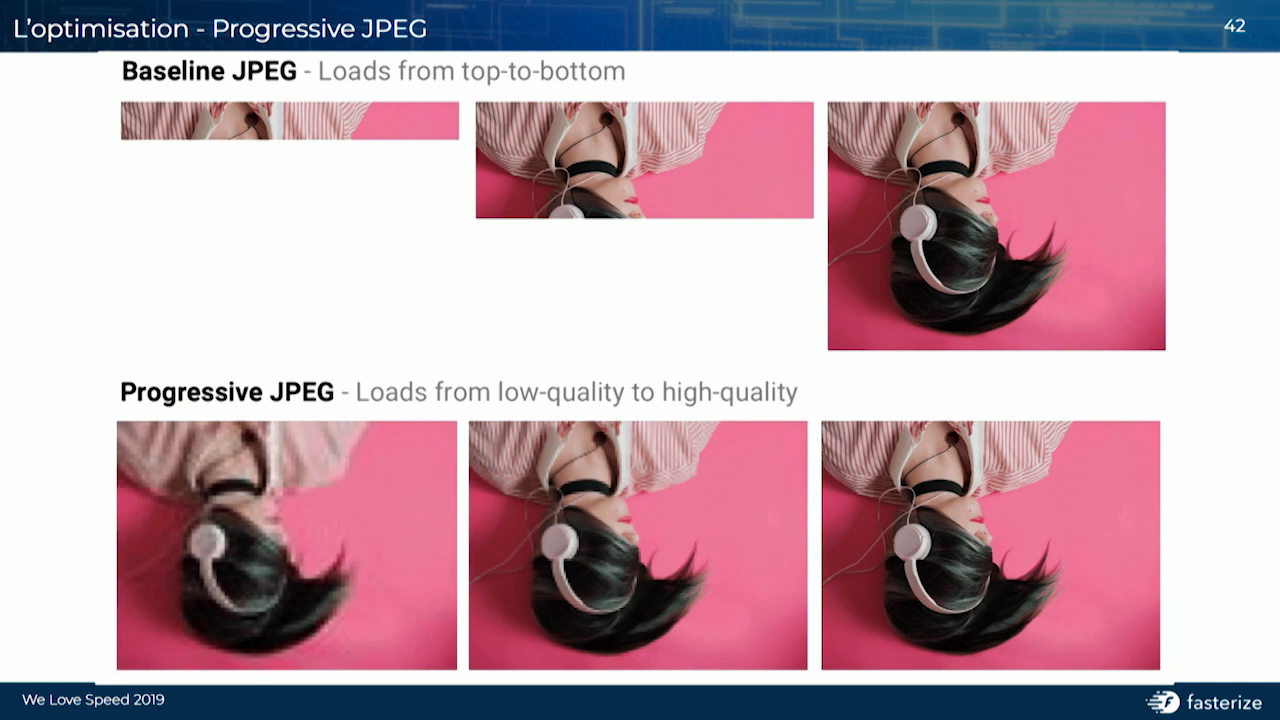 L'optimisation - Progressive JPEG
42
Baseline JPEG - Loads from top-to-bottom
Progressive JPEG - Loads from low-quality to high-quality
We Love Speed 2019
fasterize